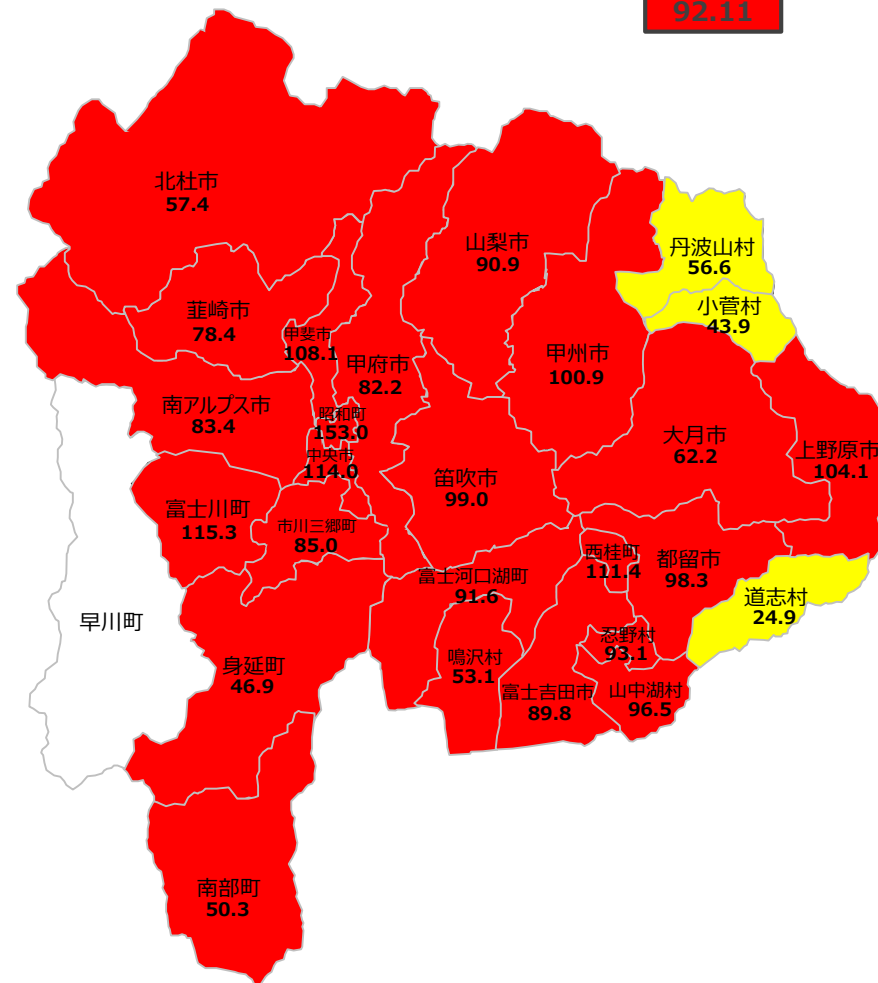 92.11
北杜市
57.4
山梨市
90.9
丹波山村
56.6
小菅村
43.9
韮崎市
78.4
甲斐市
108.1
甲府市
82.2
甲州市
100.9
南アルプス市
83.4
昭和町
153.0
中央市
114.0
笛吹市
99.0
大月市
62.2
上野原市
104.1
富士川町
115.3
市川三郷町
85.0
西桂町
111.4
都留市
98.3
富士河口湖町
91.6
道志村
24.9
早川町
身延町
46.9
鳴沢村
53.1
忍野村
93.1
富士吉田市
89.8
山中湖村
96.5
南部町
50.3